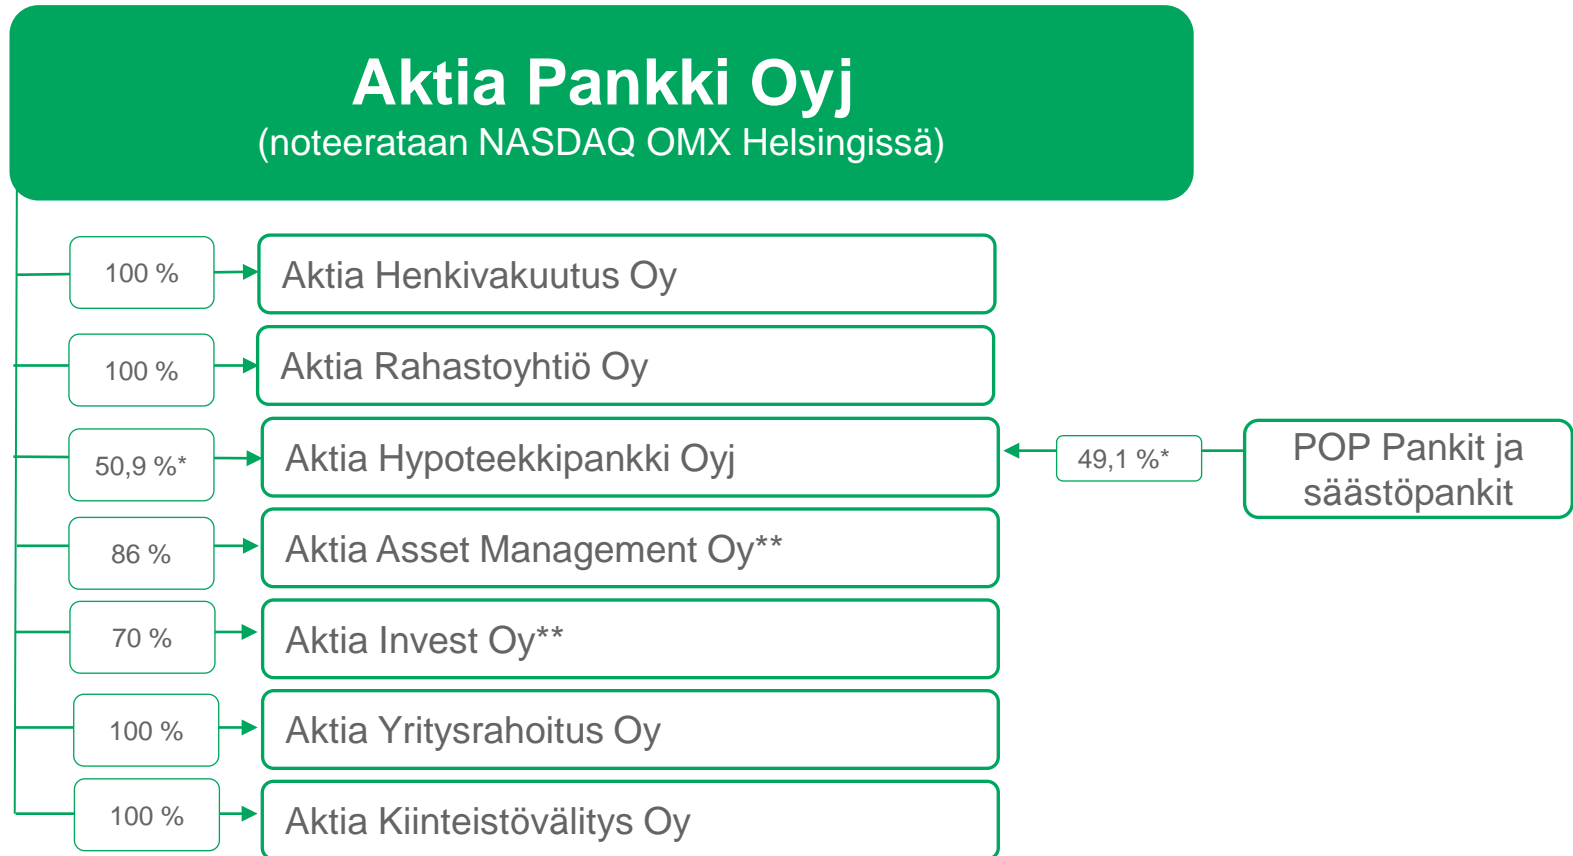 Aktia Pankki Oyj
(noteerataan NASDAQ OMX Helsingissä)
100 %
Aktia Henkivakuutus Oy
100 %
Aktia Rahastoyhtiö Oy
50,9 %*
Aktia Hypoteekkipankki Oyj
49,1 %*
POP Pankit ja
säästöpankit
86 %
Aktia Asset Management Oy**
70 %
Aktia Invest Oy**
100 %
Aktia Yritysrahoitus Oy
100 %
Aktia Kiinteistövälitys Oy